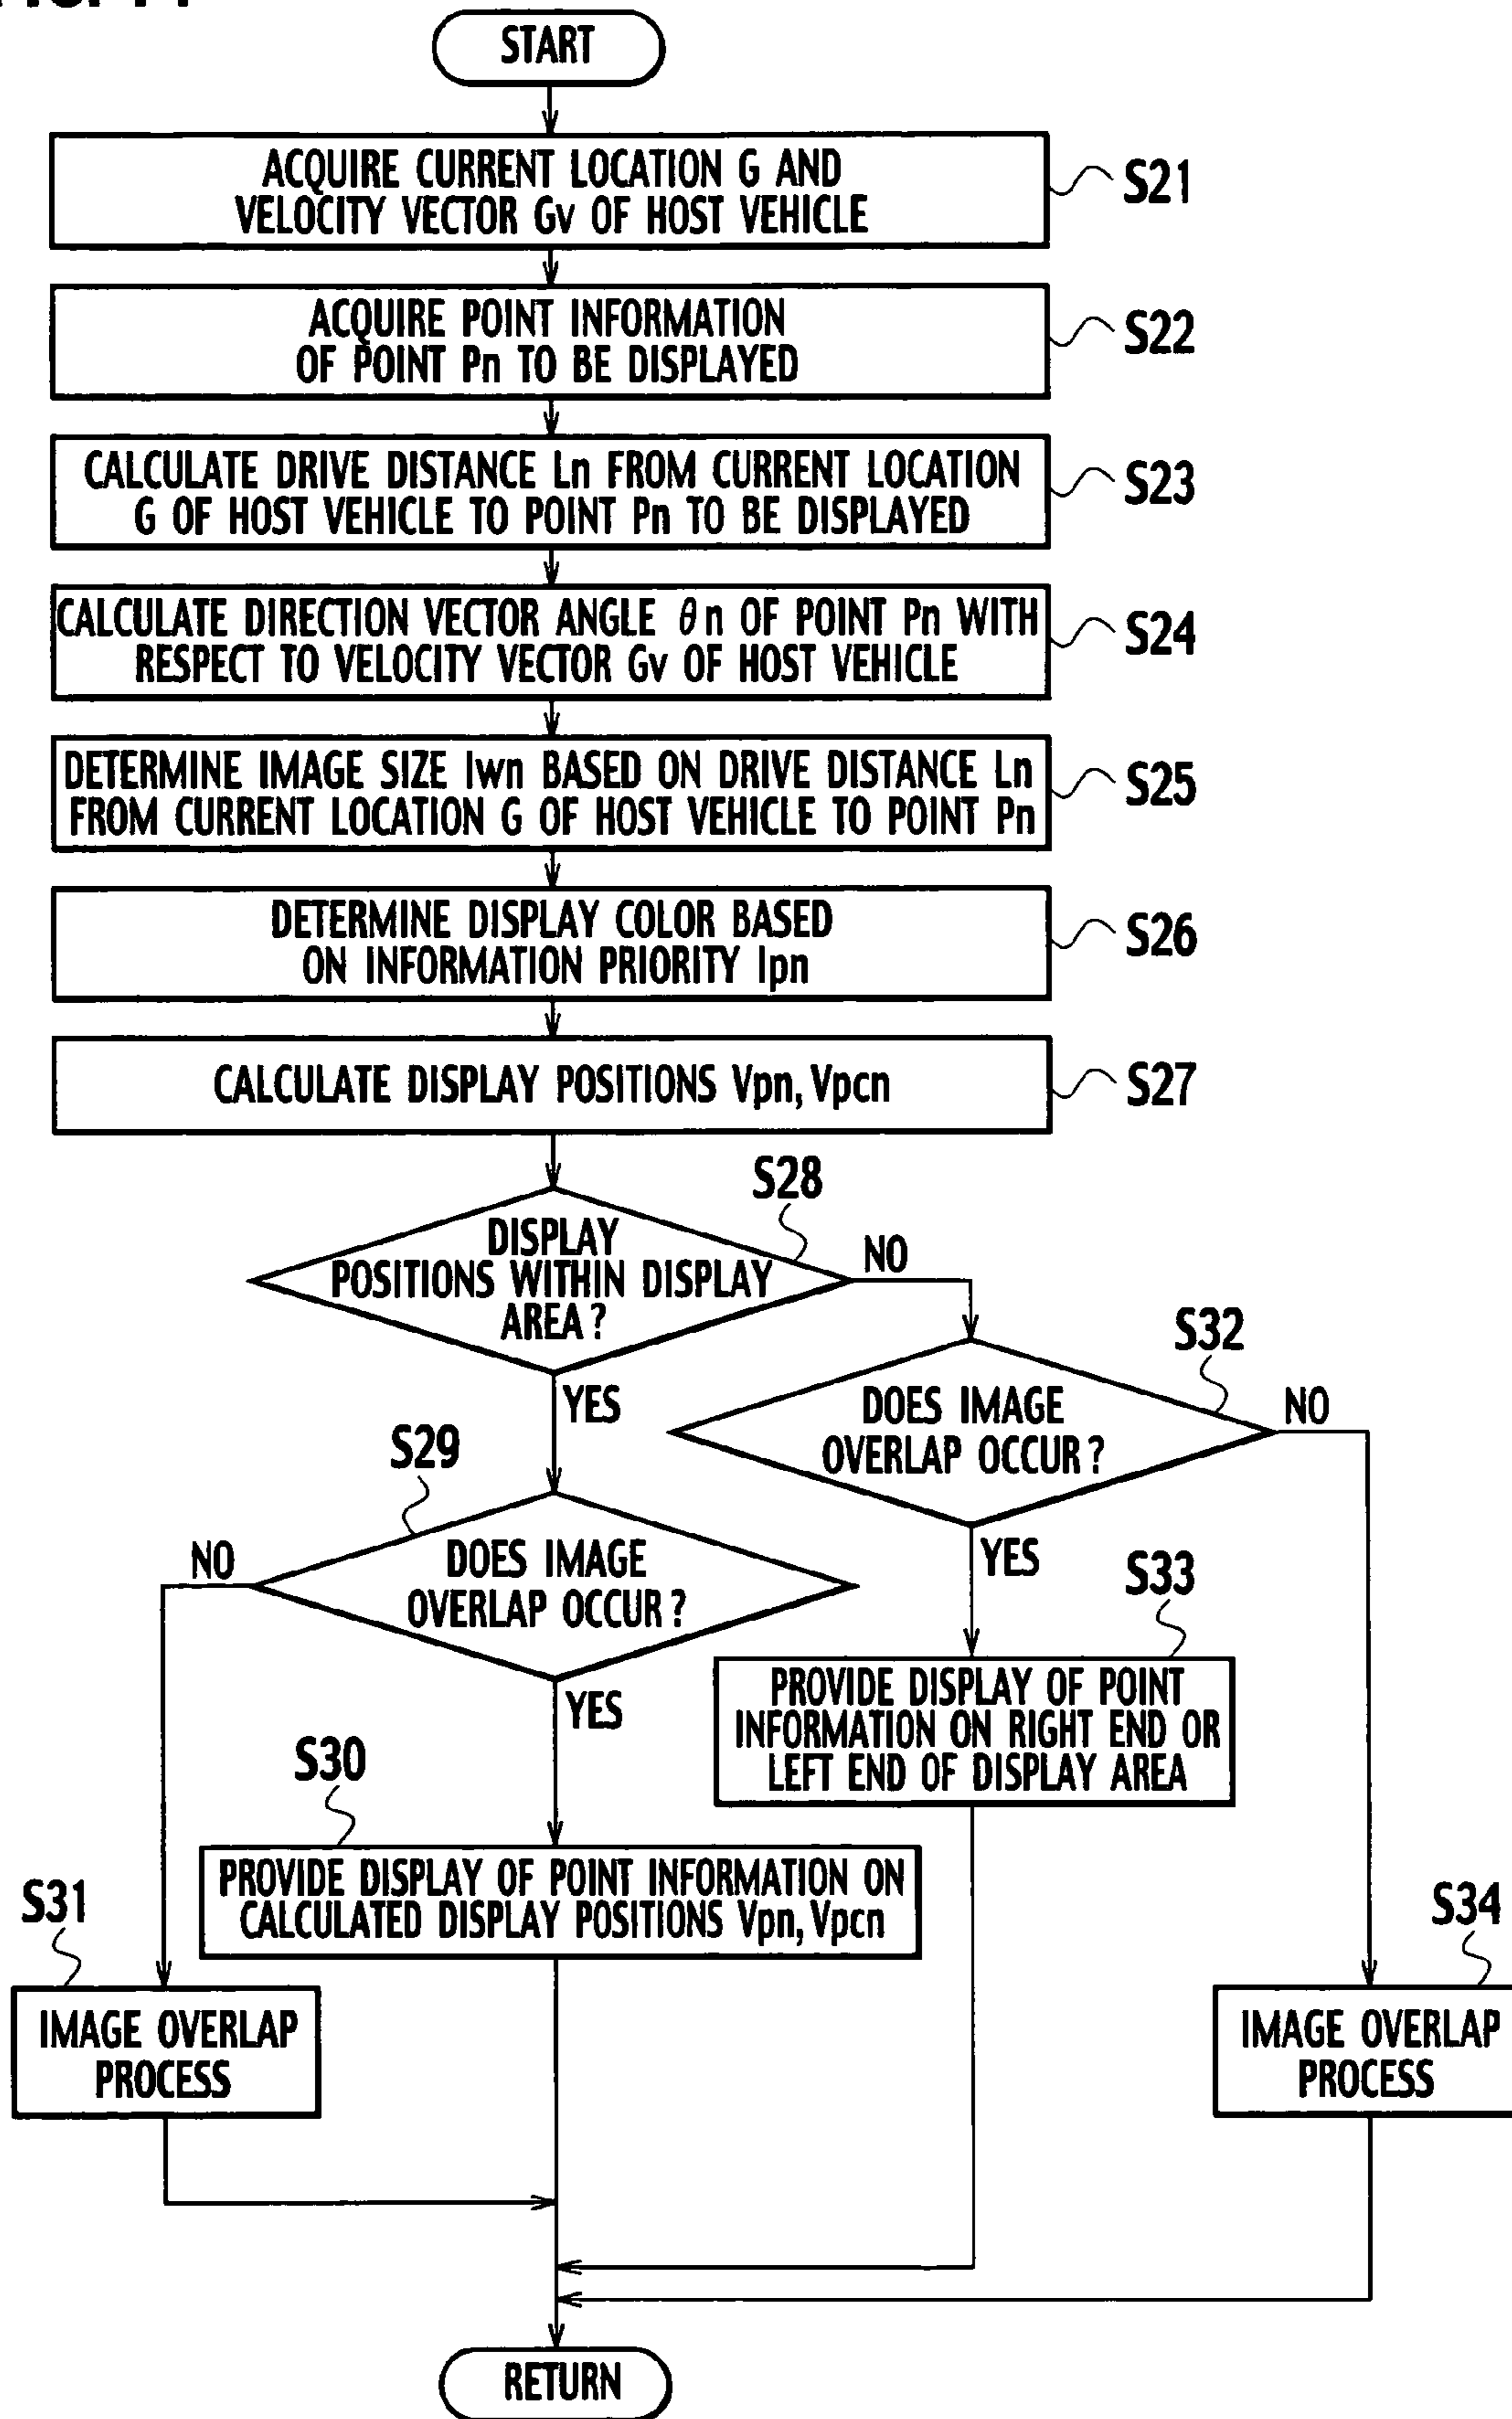 START
ACQUIRE CURRENT LOCATION G AND
VELOCITY VECTOR Gv OF HOST VEHICLE
S21
ACQUIRE POINT INFORMATION
OF POINT Pn TO BE DISPLAYED
S22
CALCULATE DRIVE DISTANCE Ln FROM CURRENT LOCATION
G OF HOST VEHICLE TO POINT Pn TO BE DISPLAYED
S23
CALCULATE DIRECTION VECTOR ANGLE θn OF POINT Pn WITH
RESPECT TO VELOCITY VECTOR Gv OF HOST VEHICLE
S24
DETERMINE IMAGE SIZE Iwn BASED ON DRIVE DISTANCE Ln
FROM CURRENT LOCATION G OF HOST VEHICLE TO POINT Pn
S25
DETERMINE DISPLAY COLOR BASED
ON INFORMATION PRIORITY Ipn
S26
CALCULATE DISPLAY POSITIONS Vpn, Vpcn
S27
S28
DISPLAY
POSITIONS WITHIN DISPLAY
AREA?
NO
YES
S32
DOES IMAGE
OVERLAP OCCUR?
NO
YES
S29
DOES IMAGE
OVERLAP OCCUR?
NO
YES
S33
PROVIDE DISPLAY OF POINT
INFORMATION ON RIGHT END OR
LEFT END OF DISPLAY AREA
S30
PROVIDE DISPLAY OF POINT INFORMATION ON
CALCULATED DISPLAY POSITIONS Vpn, Vpcn
S31
IMAGE OVERLAP
PROCESS
S34
IMAGE OVERLAP
PROCESS
RETURN